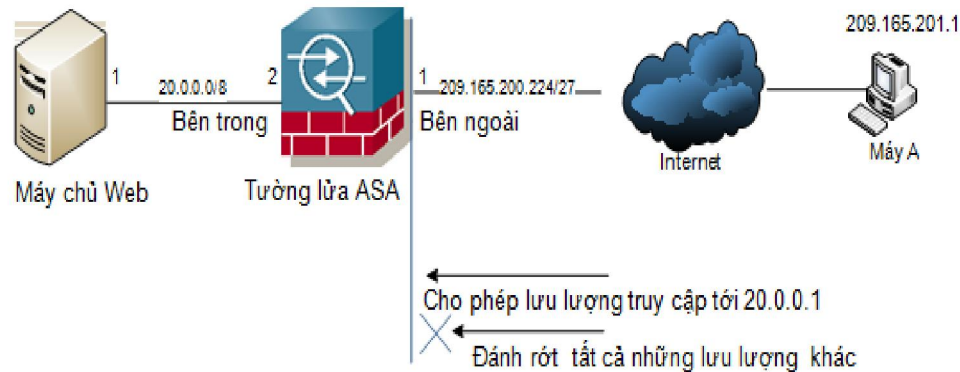 209.165.201.1
1
20.0.0.0/8
2
1
209.165.200.224/27
Bên trong
Bên ngoài
Internet
Máy A
Máy chủ Web
Tường lửa ASA
Cho phép lưu lượng truy cập tới 20.0.0.1
Đánh rớt tất cả những lưu lượng khác